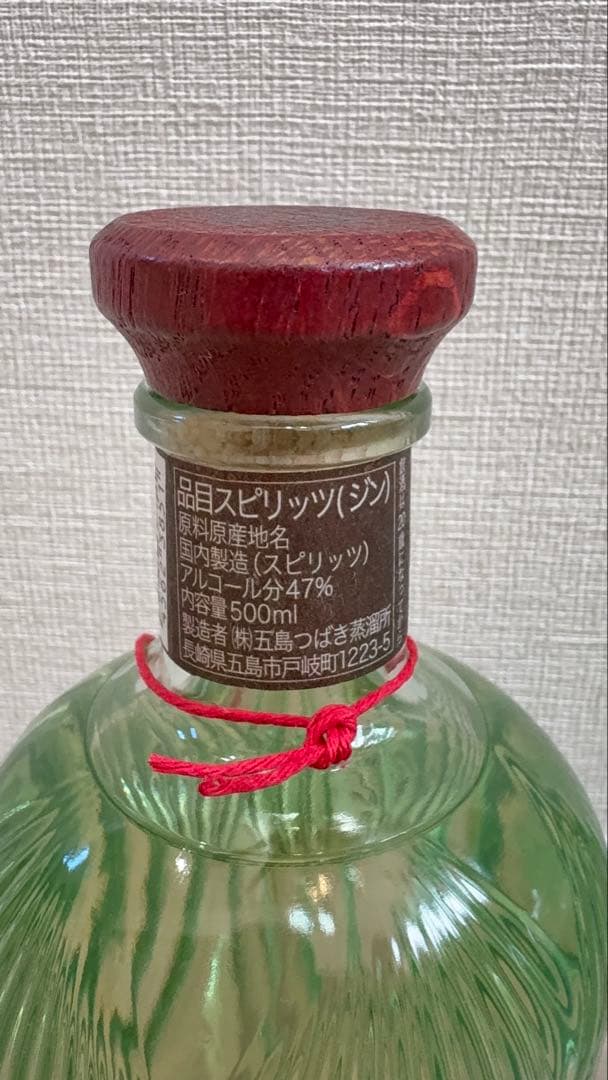 品目スピリッツ(ジン)
原料原産地名
国内製造(スピリッツ)
アルコール分47%
内容量500ml
製造者 ㈱五島つばき蒸溜所
長崎県五島市戸岐町1223-5